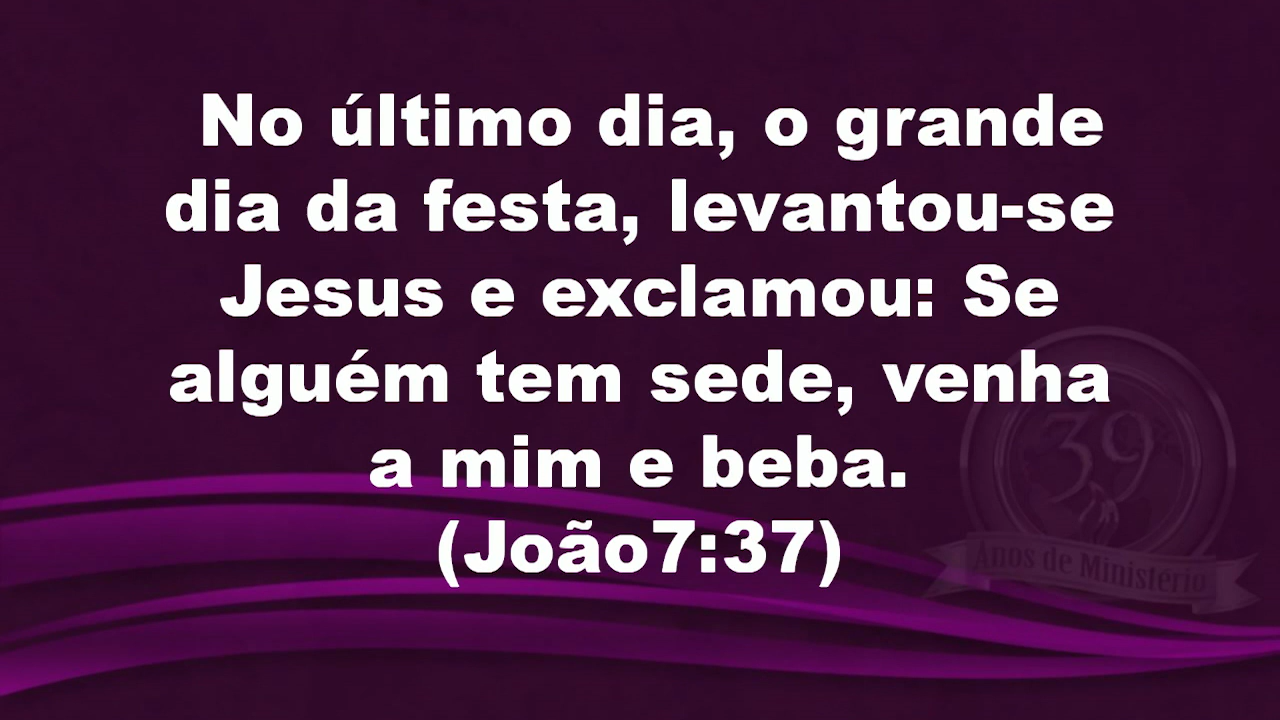 No último dia, o grande
dia da festa, levantou-se
Jesus e exclamou: Se
alguém tem sede, venha
a mim e beba.
(João7:37)
39
Anos de Ministério